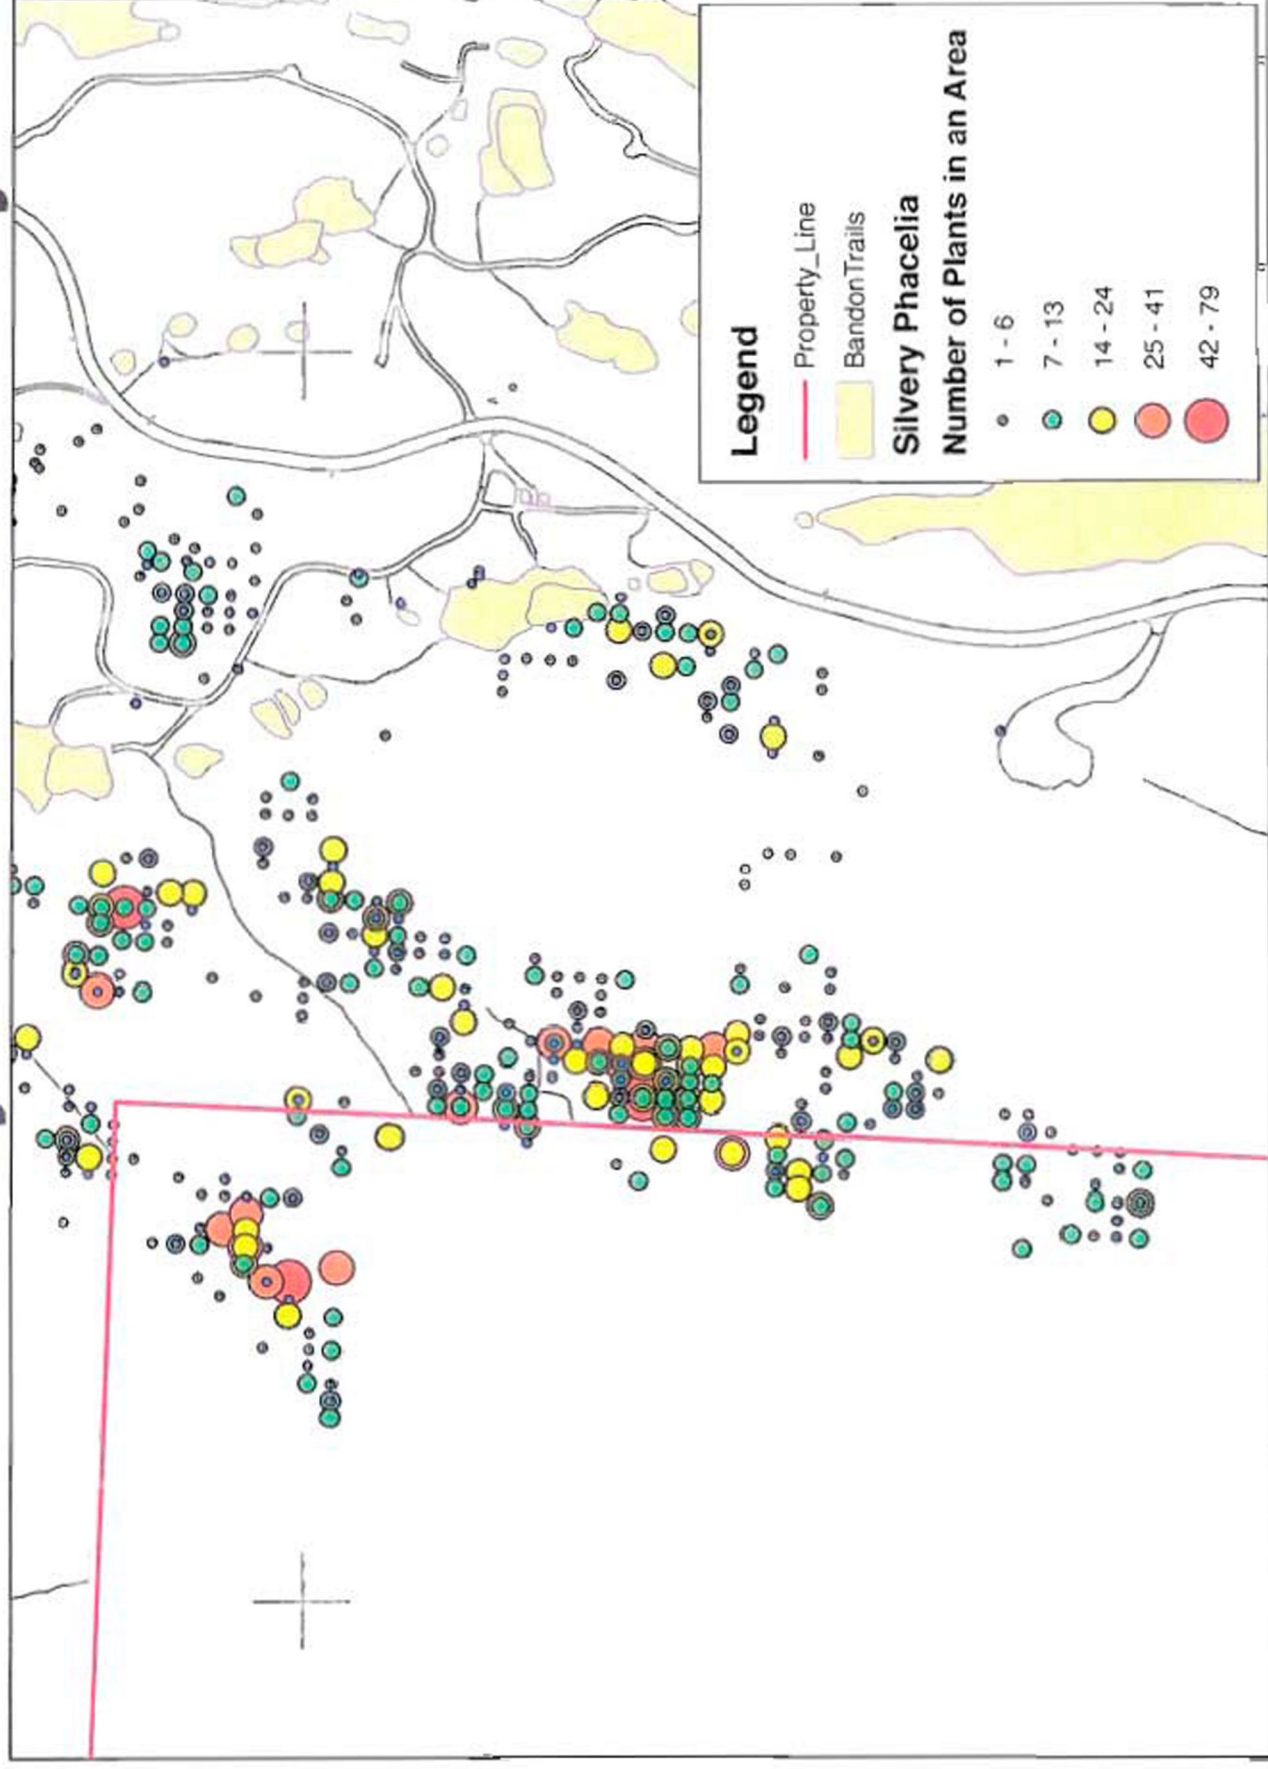 Legend
Property_Line
BandonTrails
Silvery Phacelia
Number of Plants in an Area
1 - 6
7 - 13
14 - 24
25 - 41
42 - 79